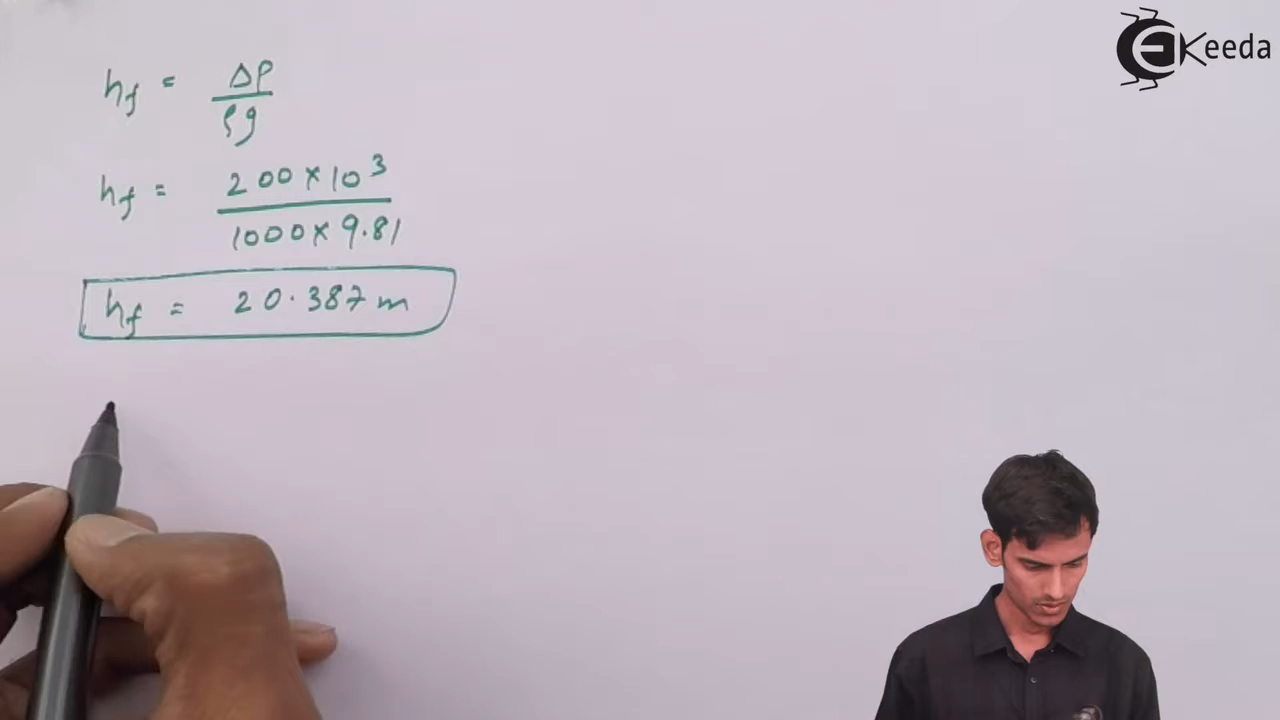 EKeeda
hf = ΔP / ρg
hf = 200×10³ / 1000×9.81
hf = 20.387 m